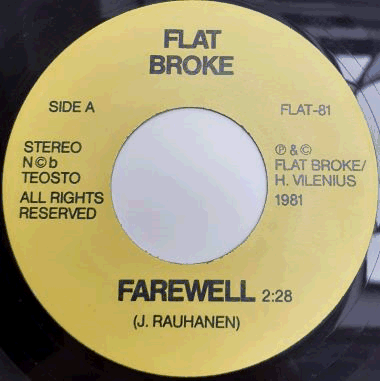 FLAT
BROKE
SIDE A
FLAT-81
STEREO
N©b
TEOSTO
ALL RIGHTS
RESERVED
℗ & ©
FLAT BROKE/
H. VILENIUS
1981
FAREWELL 2:28
(J. RAUHANEN)